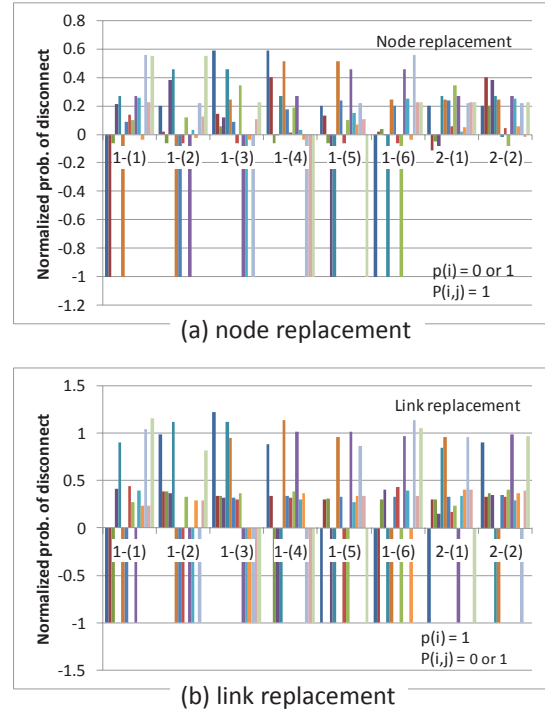 Normalized prob. of disconnect
0.8
0.6
0.4
0.2
0
-0.2
-0.4
-0.6
-0.8
-1
-1.2
Node replacement
1-(1) 1-(2) 1-(3) 1-(4) 1-(5) 1-(6) 2-(1) 2-(2)
p(i) = 0 or 1
P(i,j) = 1
(a) node replacement
Normalized prob. of disconnect
1.5
1
0.5
0
-0.5
-1
-1.5
Link replacement
1-(1) 1-(2) 1-(3) 1-(4) 1-(5) 1-(6) 2-(1) 2-(2)
p(i) = 1
P(i,j) = 0 or 1
(b) link replacement